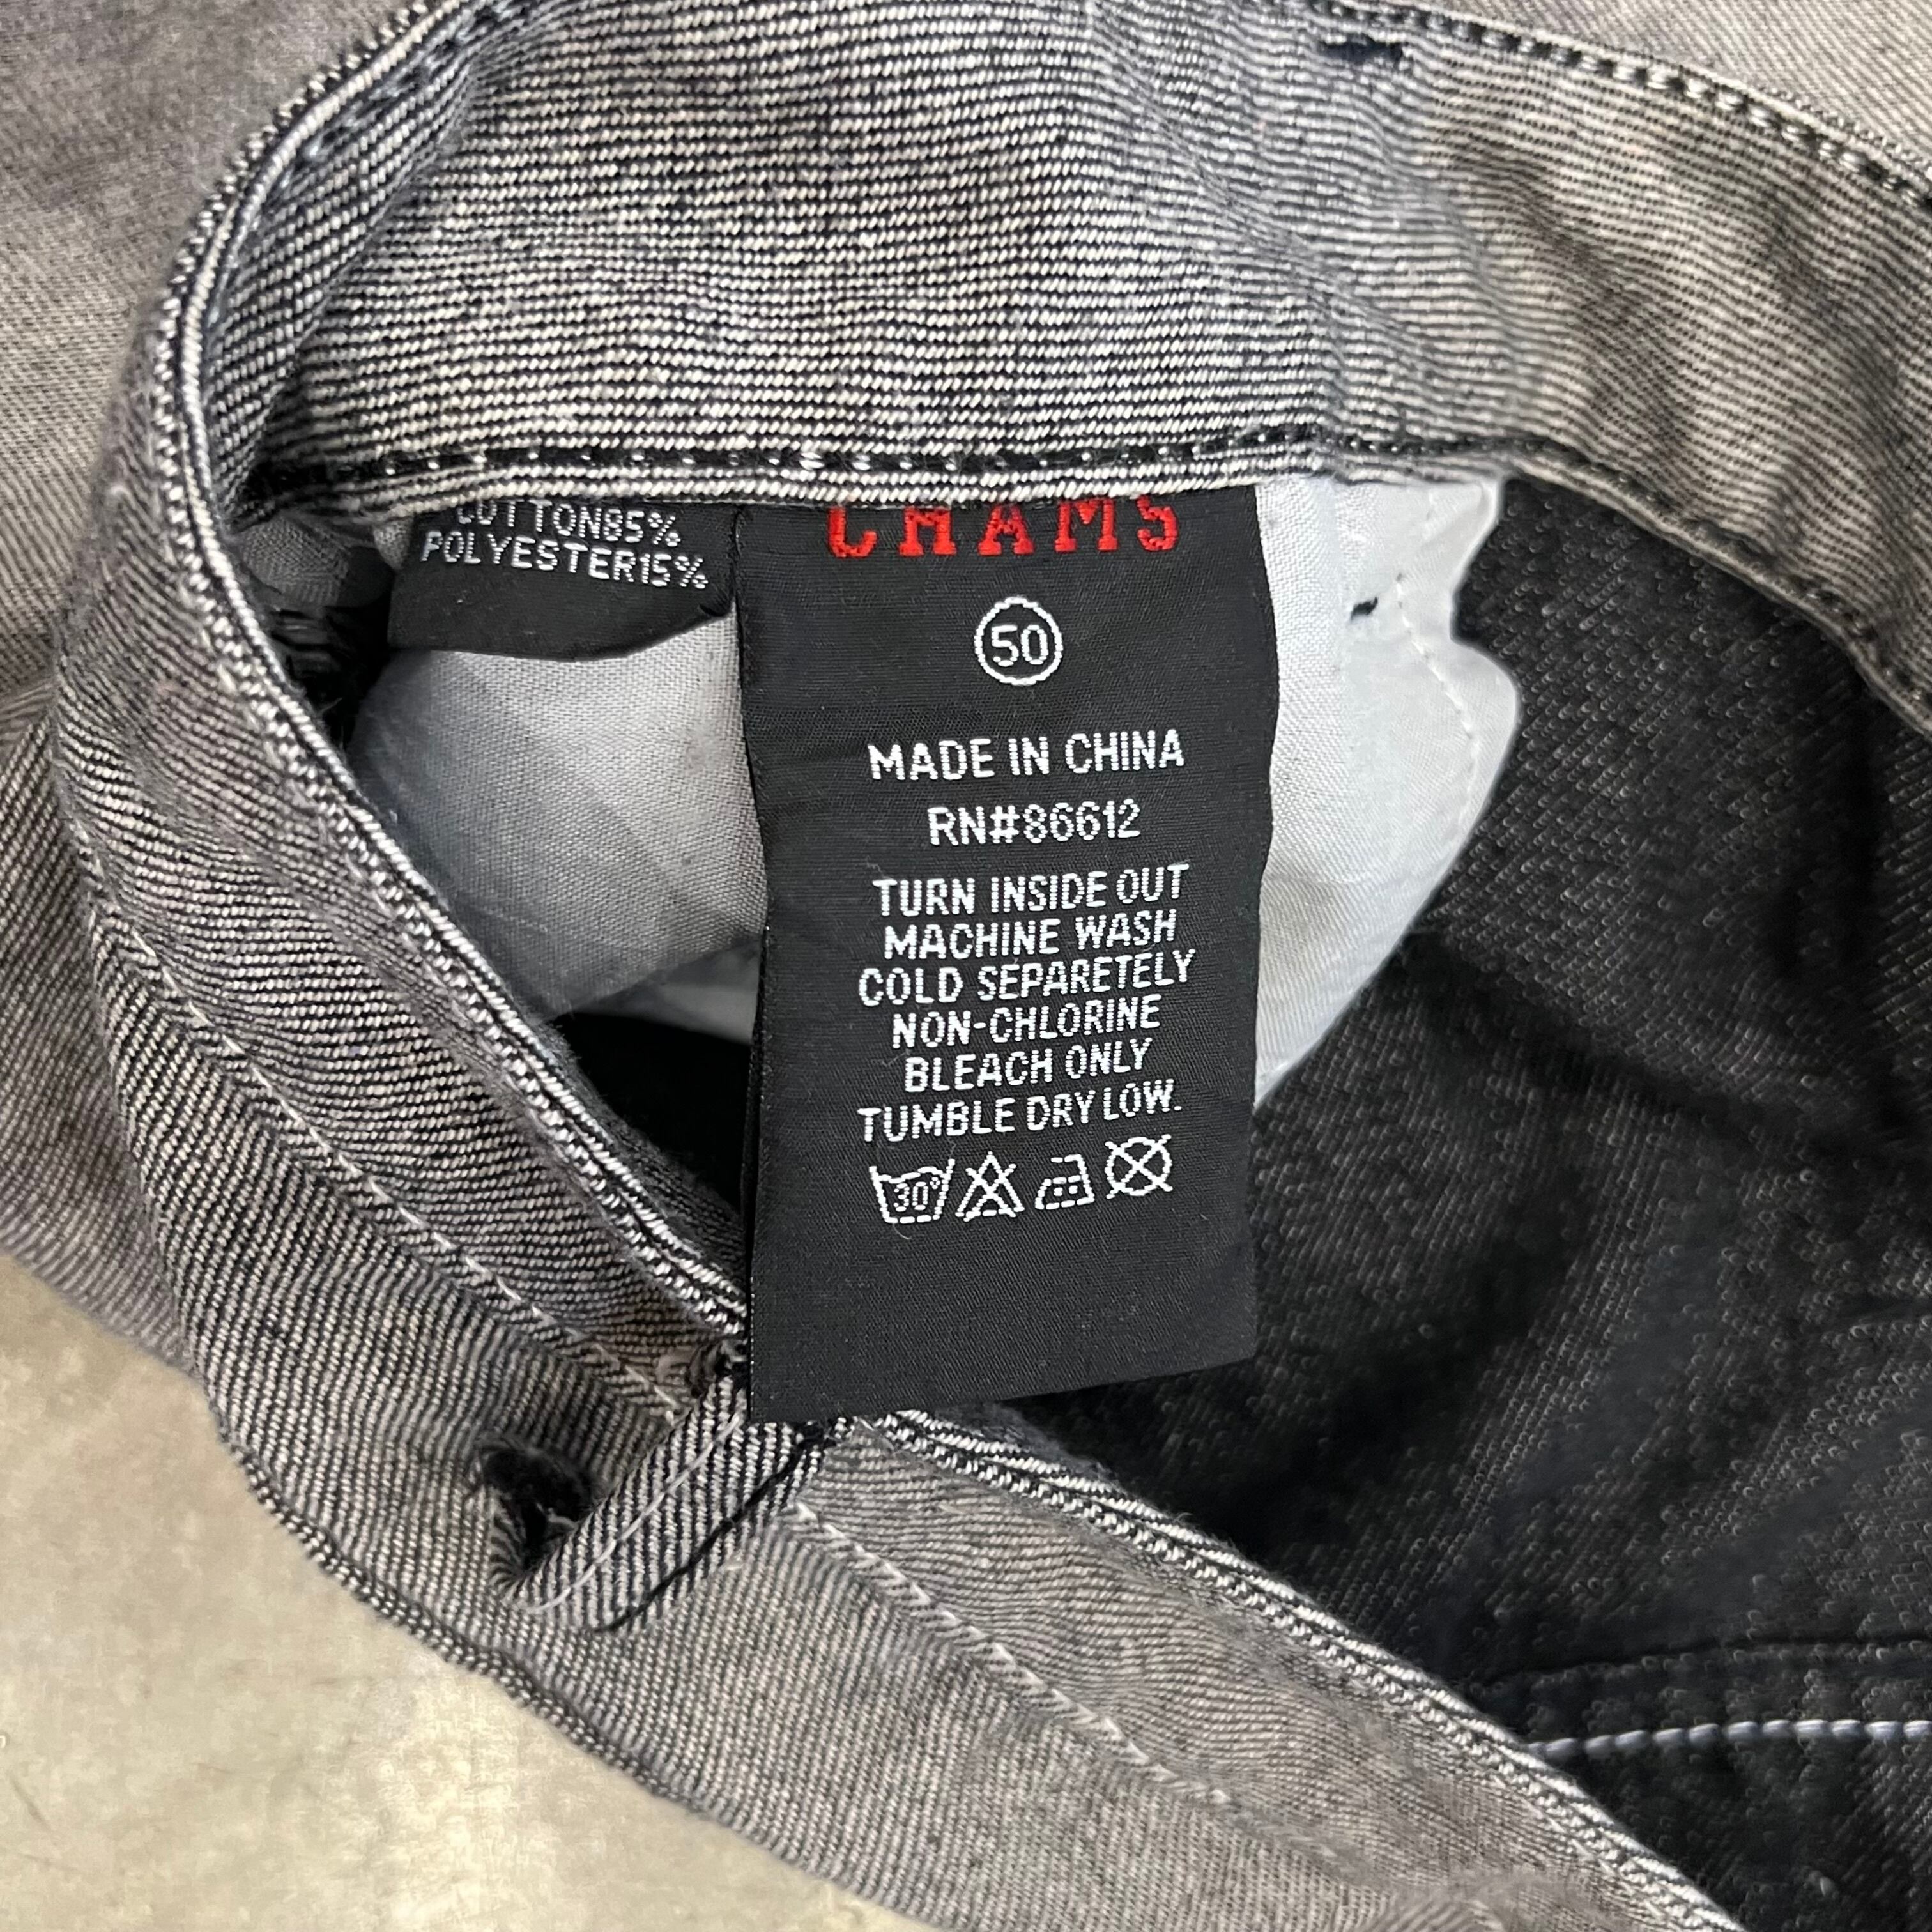 COTTON85%
POLYESTER15%
CHAMS
50
MADE IN CHINA
RN#86612
TURN INSIDE OUT
MACHINE WASH
COLD SEPARETELY
NON-CHLORINE
BLEACH ONLY
TUMBLE DRY LOW.
30°